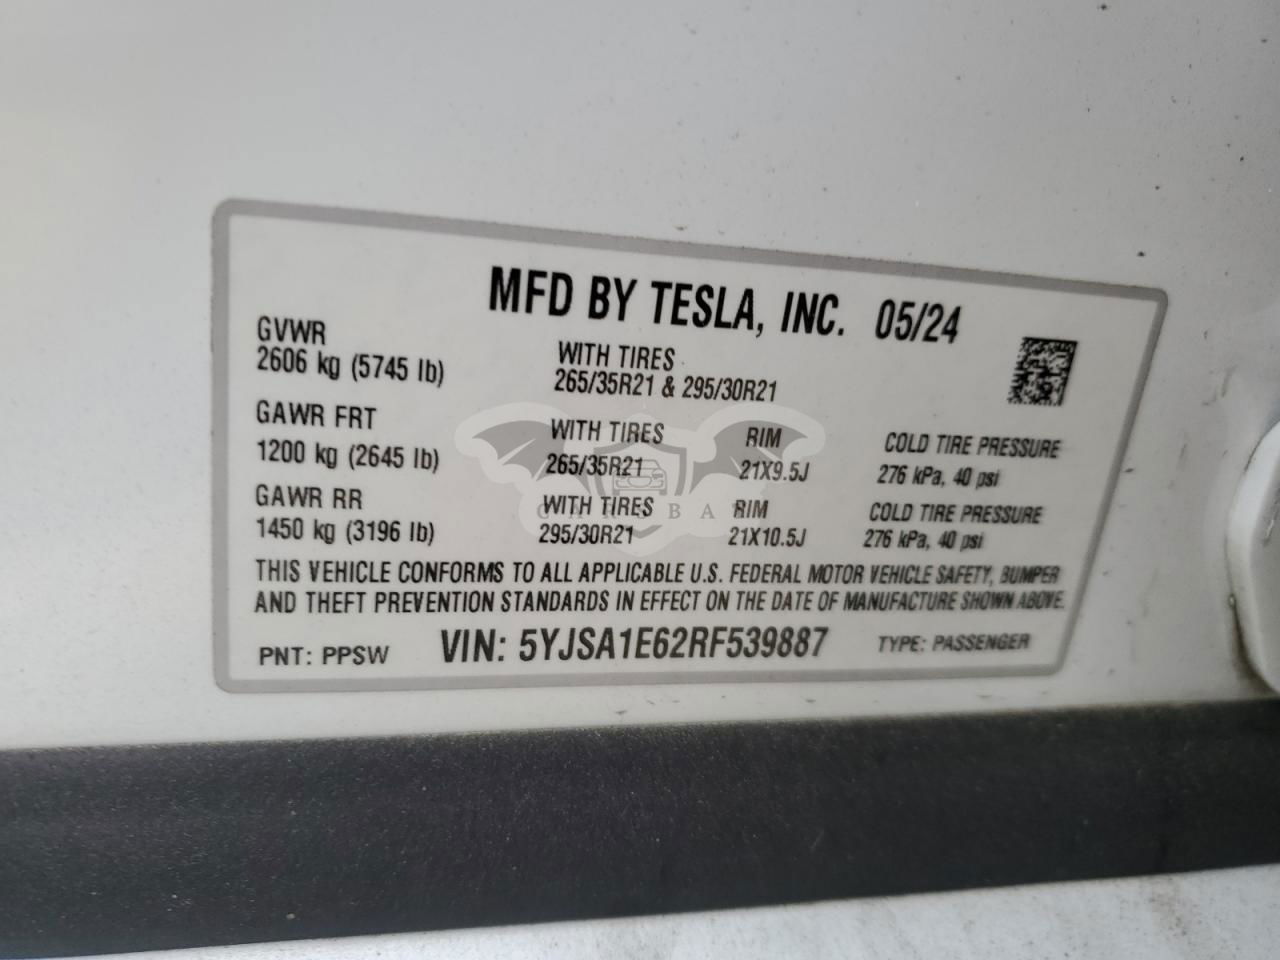 MFD BY TESLA, INC. 05/24
GVWR
2606 kg (5745 lb)
WITH TIRES
265/35R21 & 295/30R21
GAWR FRT
1200 kg (2645 lb)
WITH TIRES
265/35R21
RIM
21X9.5J
COLD TIRE PRESSURE
276 kPa, 40 psi
GAWR RR
1450 kg (3196 lb)
WITH TIRES
295/30R21
RIM
21X10.5J
COLD TIRE PRESSURE
276 kPa, 40 psi
THIS VEHICLE CONFORMS TO ALL APPLICABLE U.S. FEDERAL MOTOR VEHICLE SAFETY, BUMPER
AND THEFT PREVENTION STANDARDS IN EFFECT ON THE DATE OF MANUFACTURE SHOWN ABOVE.
PNT: PPSW VIN: 5YJSA1E62RF539887 TYPE: PASSENGER